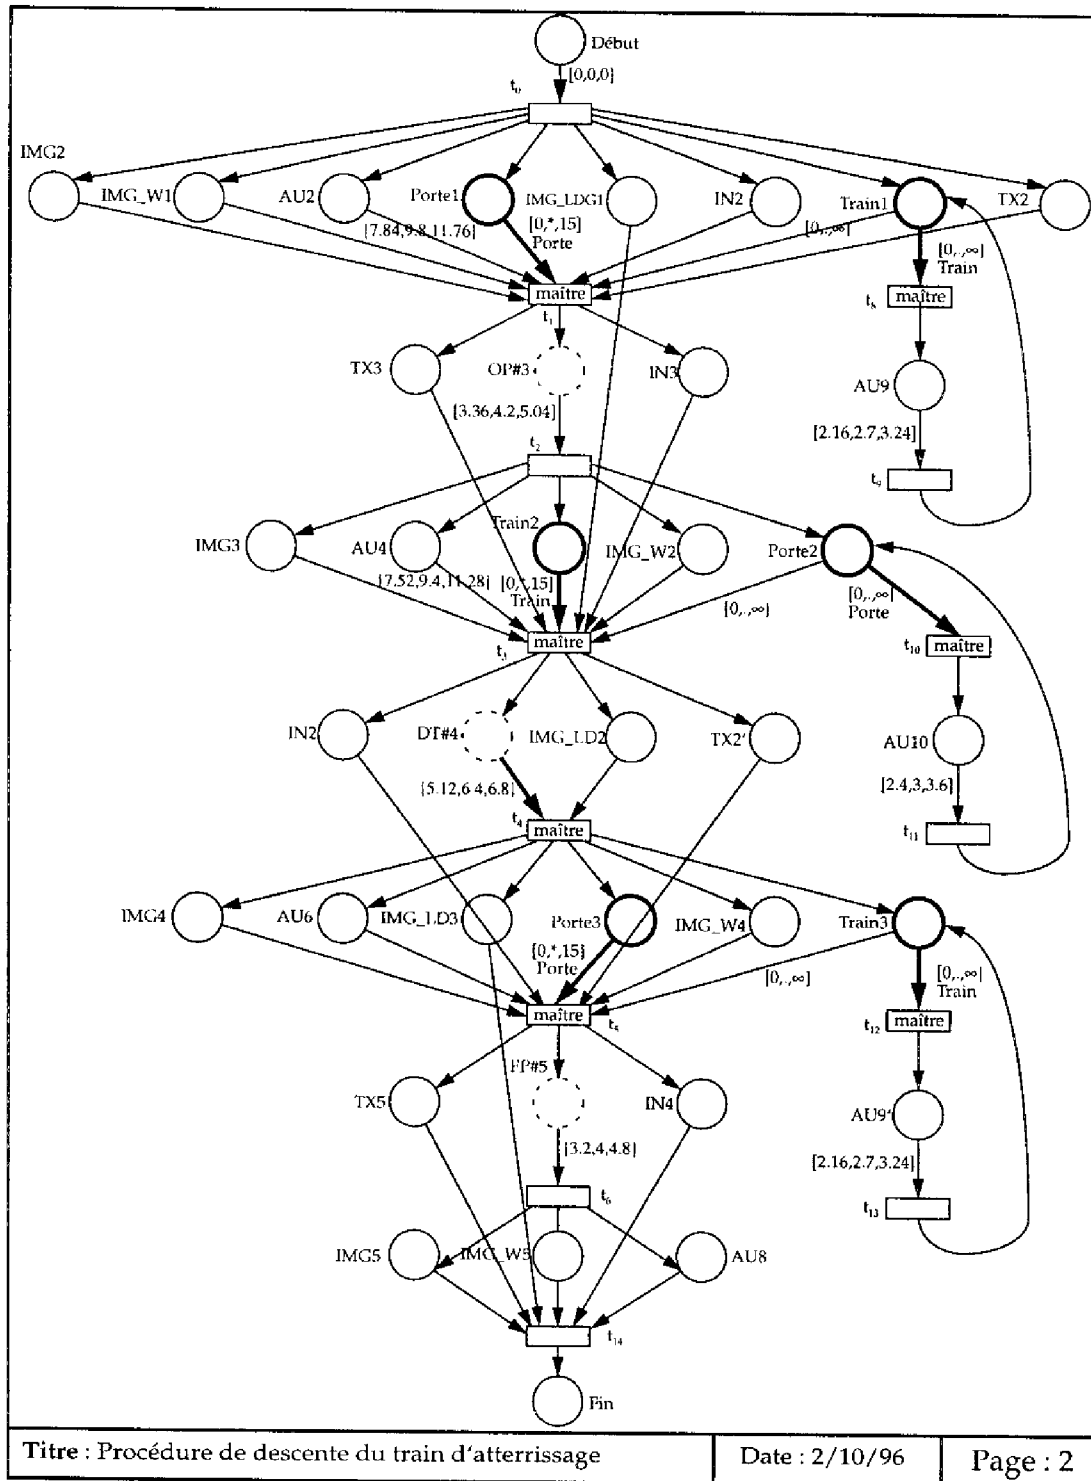 Début
[0,0,0]
t0
IMG2
IMG_W1
AU2
Porte1
IMG_LDG1
IN2
Train1
TX2
[7.84,9.8,11.76]
[0,*,15]
Porte
[0,.,∞]
[0,.,∞]
Train
maître
t1
t8
maître
TX3
OP#3
IN3
AU9
[3.36,4.2,5.04]
[2.16,2.7,3.24]
t2
t9
IMG3
AU4
Train2
IMG_W2
Porte2
[7.52,9.4,11.28]
[0,*,15]
Train
[0,.,∞]
[0,.,∞]
Porte
maître
t3
t10
maître
IN2
DT#4
IMG_LD2
TX2'
AU10
[5.12,6.4,6.8]
[2.4,3,3.6]
t4
maître
t11
IMG4
AU6
IMG_LD3
Porte3
IMG_W4
Train3
[0,*,15]
Porte
[0,.,∞]
[0,.,∞]
Train
maître
t5
t12
maître
FP#5
TX5
IN4
AU9'
[3.2,4,4.8]
[2.16,2.7,3.24]
t6
t13
IMG5
IMG_W5
AU8
t14
Fin
Titre : Procédure de descente du train d'atterrissage
Date : 2/10/96
Page : 2